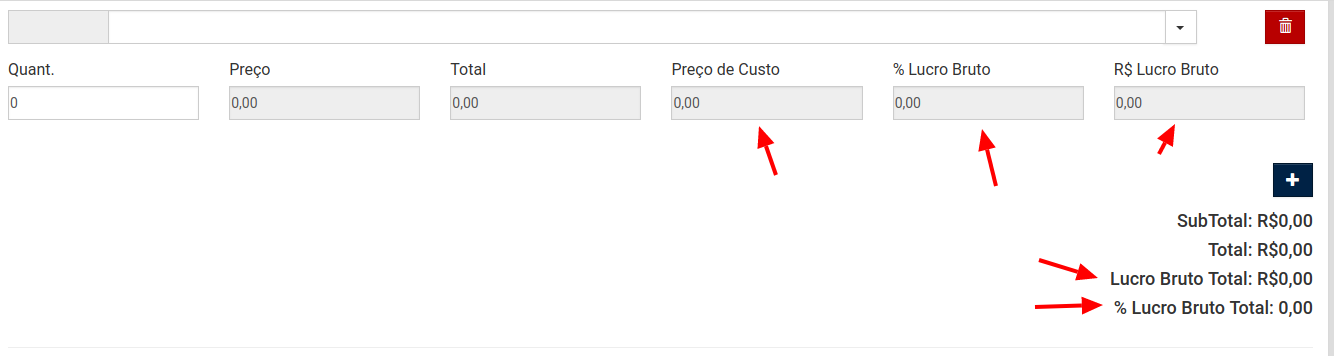 Quant. Preço Total Preço de Custo % Lucro Bruto R$ Lucro Bruto
0 0,00 0,00 0,00 0,00 0,00
SubTotal: R$0,00
Total: R$0,00
Lucro Bruto Total: R$0,00
% Lucro Bruto Total: 0,00